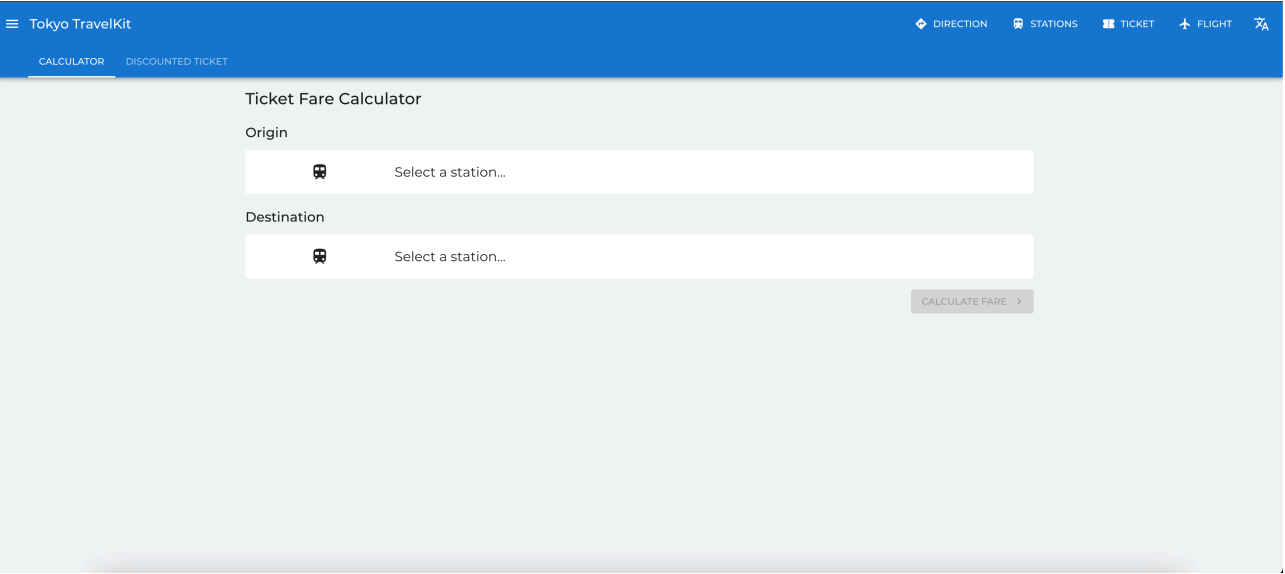 Tokyo TravelKit
DIRECTION
STATIONS
TICKET
FLIGHT
CALCULATOR
DISCOUNTED TICKET
Ticket Fare Calculator
Origin
Select a station...
Destination
Select a station...
CALCULATE FARE